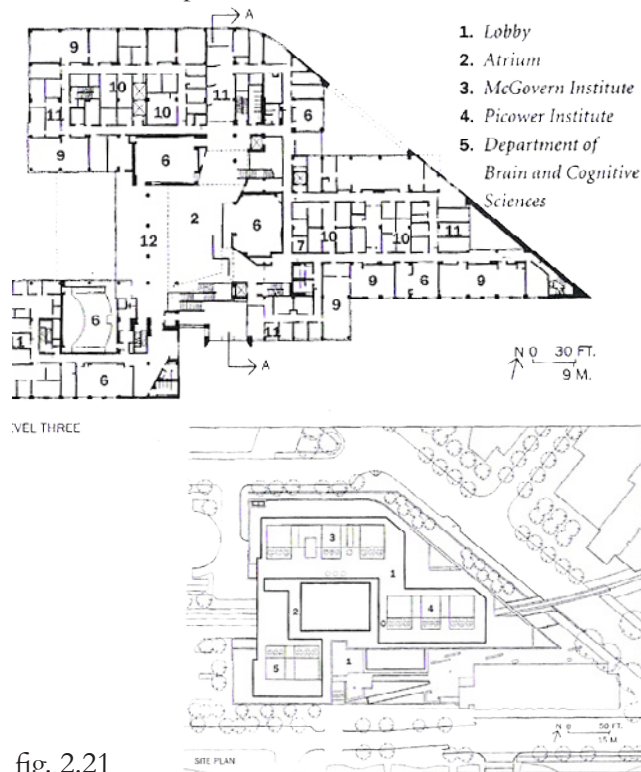 A
9
10
10
11
11
9
6
6
6
2
12
7
10
10
11
9
6
9
9
6
1
6
11
A
1. Lobby
2. Atrium
3. McGovern Institute
4. Picower Institute
5. Department of
Brain and Cognitive
Sciences
N 0 30 FT.
9 M.
EVEL THREE
3
1
2
4
5
1
N 0 50 FT.
15 M.
SITE PLAN
fig. 2.21